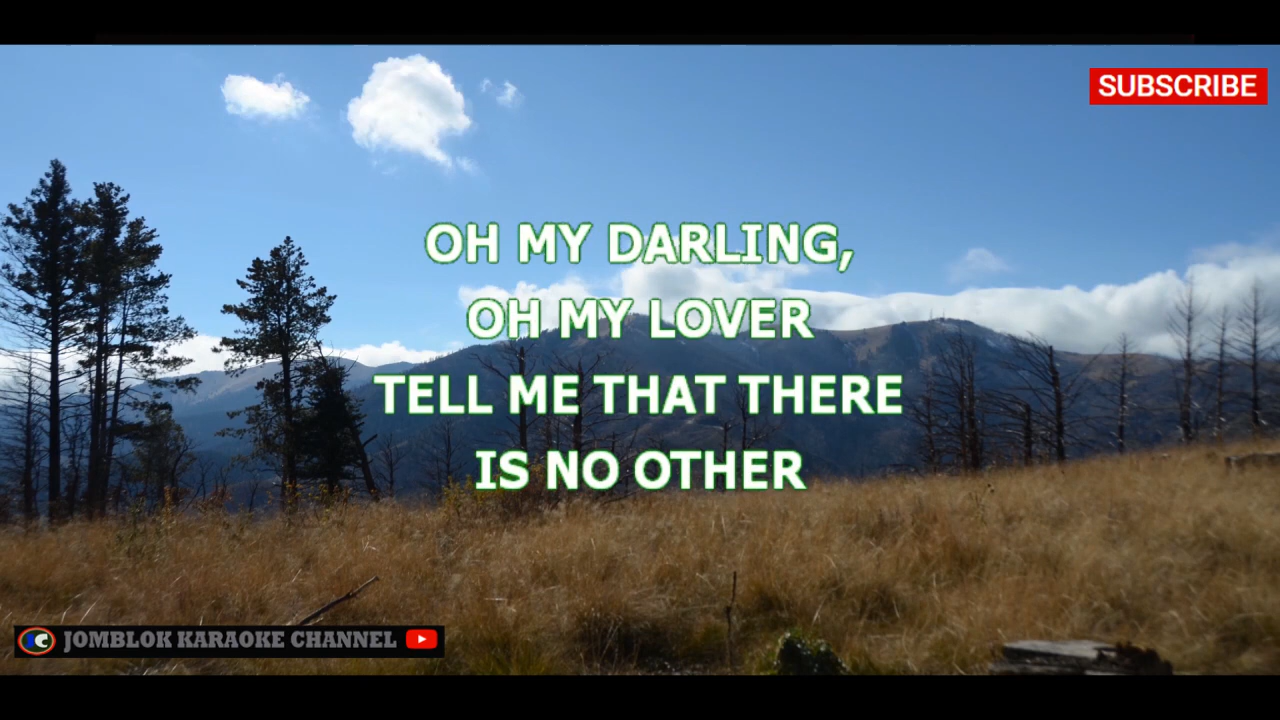 SUBSCRIBE
OH MY DARLING,
OH MY LOVER
TELL ME THAT THERE
IS NO OTHER
JOMBLOK KARAOKE CHANNEL